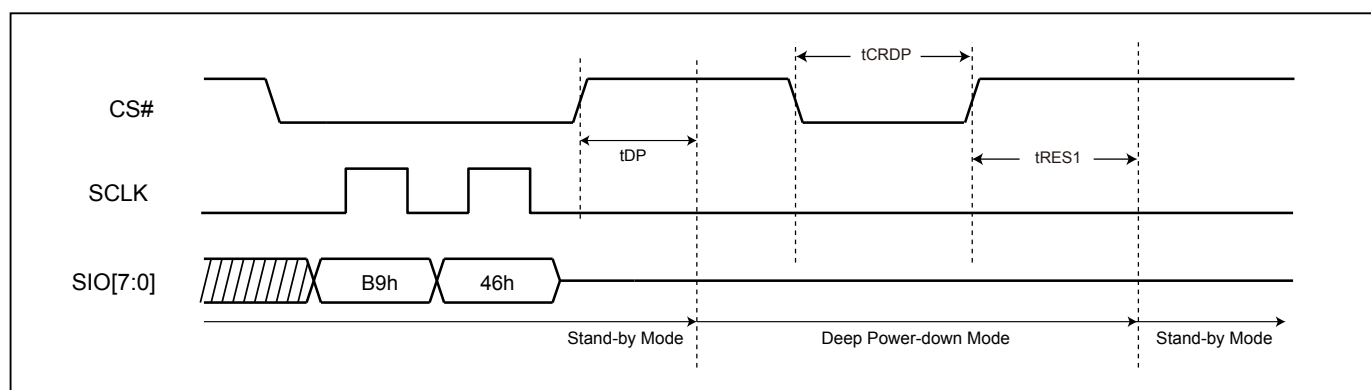 tCRDP
CS#
tDP
tRES1
SCLK
SIO[7:0]
B9h
46h
Stand-by Mode
Deep Power-down Mode
Stand-by Mode